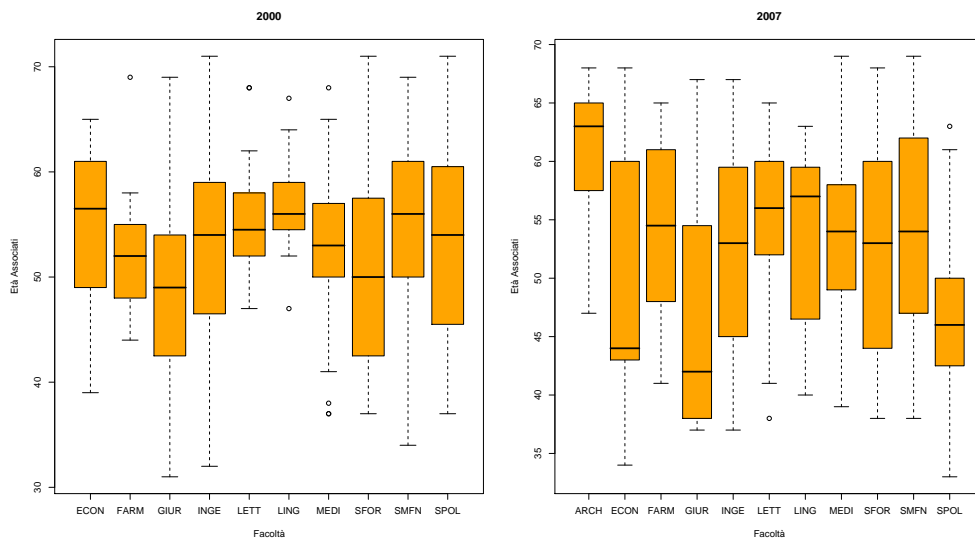 2000
Età Associati
70
60
50
40
30
ECON FARM GIUR INGE LETT LING MEDI SFOR SMFN SPOL
Facoltà
2007
Età Associati
70
65
60
55
50
45
40
35
ARCH ECON FARM GIUR INGE LETT LING MEDI SFOR SMFN SPOL
Facoltà